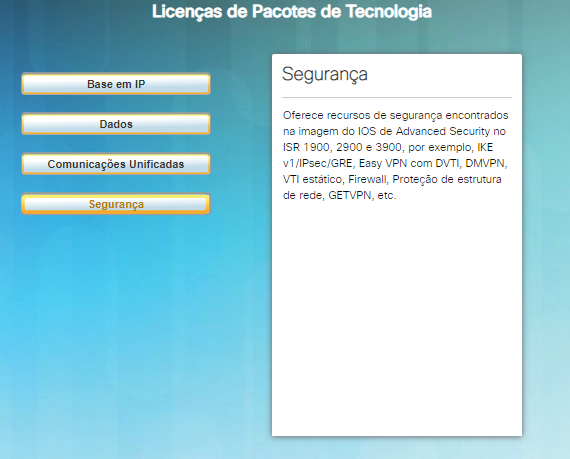 Licenças de Pacotes de Tecnologia
Base em IP
Dados
Comunicações Unificadas
Segurança
Segurança
Oferece recursos de segurança encontrados
na imagem do IOS de Advanced Security no
ISR 1900, 2900 e 3900, por exemplo, IKE
v1/IPsec/GRE, Easy VPN com DVTI, DMVPN,
VTI estático, Firewall, Proteção de estrutura
de rede, GETVPN, etc.